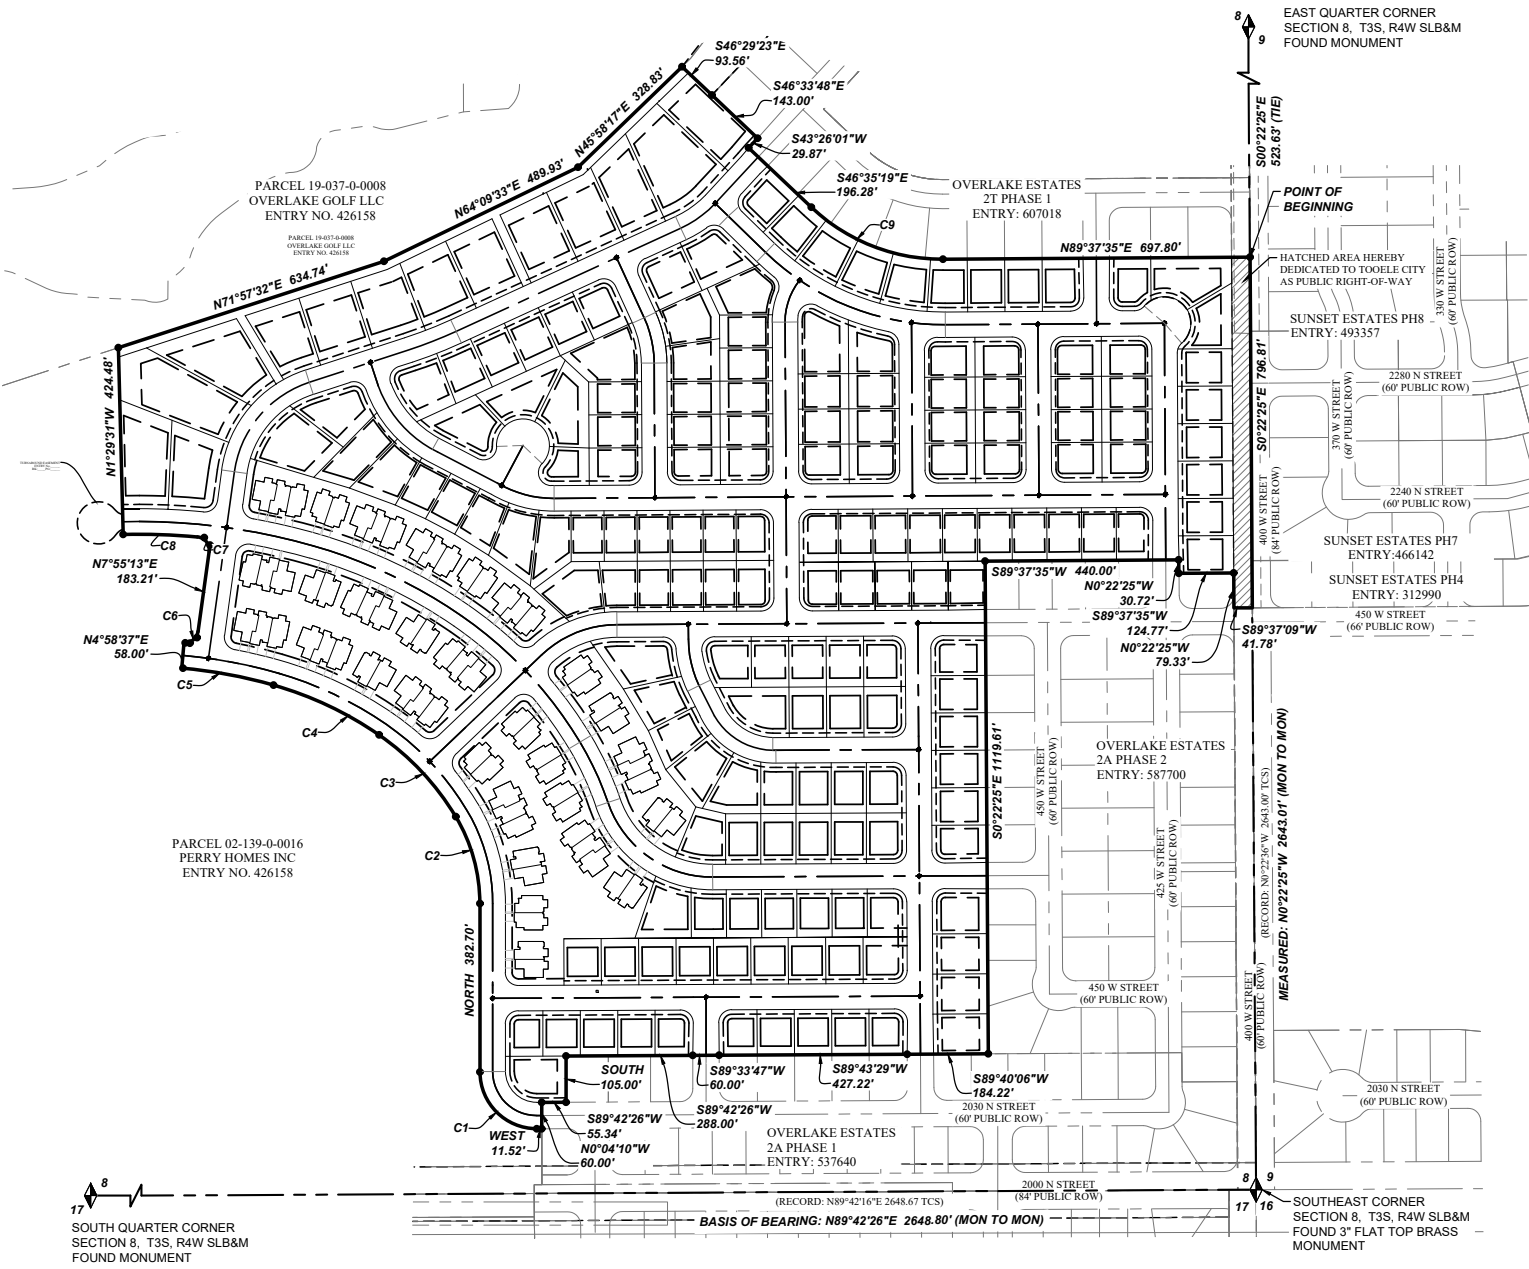 8
9
EAST QUARTER CORNER
SECTION 8, T3S, R4W SLB&M
FOUND MONUMENT
S00°22'25"E
523.63' (TIE)
S46°29'23"E
93.56'
S46°33'48"E
143.00'
S43°26'01"W
29.87'
S46°35'19"E
196.28'
C9
N45°58'17"E 328.83'
N64°09'33"E 489.93'
N71°57'32"E 634.74'
PARCEL 19-037-0-0008
OVERLAKE GOLF LLC
ENTRY NO. 426158
PARCEL 19-037-0-0008
OVERLAKE GOLF LLC
ENTRY NO. 426158
OVERLAKE ESTATES
2T PHASE 1
ENTRY: 607018
N89°37'35"E 697.80'
POINT OF
BEGINNING
HATCHED AREA HEREBY
DEDICATED TO TOOELE CITY
AS PUBLIC RIGHT-OF-WAY
SUNSET ESTATES PH8
ENTRY: 493357
330 W STREET
(60' PUBLIC ROW)
2280 N STREET
(60' PUBLIC ROW)
370 W STREET
(60' PUBLIC ROW)
S0°22'25"E 796.81'
2240 N STREET
(60' PUBLIC ROW)
400 W STREET
(84' PUBLIC ROW)
SUNSET ESTATES PH7
ENTRY:466142
SUNSET ESTATES PH4
ENTRY: 312990
450 W STREET
(66' PUBLIC ROW)
N1°29'31"W 424.48'
C8
C7
N7°55'13"E
183.21'
C6
N4°58'37"E
58.00'
C5
C4
C3
C2
S89°37'35"W 440.00'
N0°22'25"W
30.72'
S89°37'35"W
124.77'
N0°22'25"W
79.33'
S89°37'09"W
41.78'
S0°22'25"E 1119.61'
450 W STREET
(60' PUBLIC ROW)
OVERLAKE ESTATES
2A PHASE 2
ENTRY: 587700
425 W STREET
(60' PUBLIC ROW)
(RECORD: N0°22'36"W 2643.00' TCS)
MEASURED: N0°22'25"W 2643.01' (MON TO MON)
PARCEL 02-139-0-0016
PERRY HOMES INC
ENTRY NO. 426158
NORTH 382.70'
450 W STREET
(60' PUBLIC ROW)
400 W STREET
(60' PUBLIC ROW)
SOUTH
105.00'
S89°33'47"W
60.00'
S89°43'29"W
427.22'
S89°40'06"W
184.22'
2030 N STREET
(60' PUBLIC ROW)
2030 N STREET
(60' PUBLIC ROW)
C1
WEST
11.52'
S89°42'26"W
55.34'
N0°04'10"W
60.00'
S89°42'26"W
288.00'
OVERLAKE ESTATES
2A PHASE 1
ENTRY: 537640
2000 N STREET
(84' PUBLIC ROW)
(RECORD: N89°42'16"E 2648.67 TCS)
BASIS OF BEARING: N89°42'26"E 2648.80' (MON TO MON)
8
17
SOUTH QUARTER CORNER
SECTION 8, T3S, R4W SLB&M
FOUND MONUMENT
8
9
17
16
SOUTHEAST CORNER
SECTION 8, T3S, R4W SLB&M
FOUND 3" FLAT TOP BRASS
MONUMENT